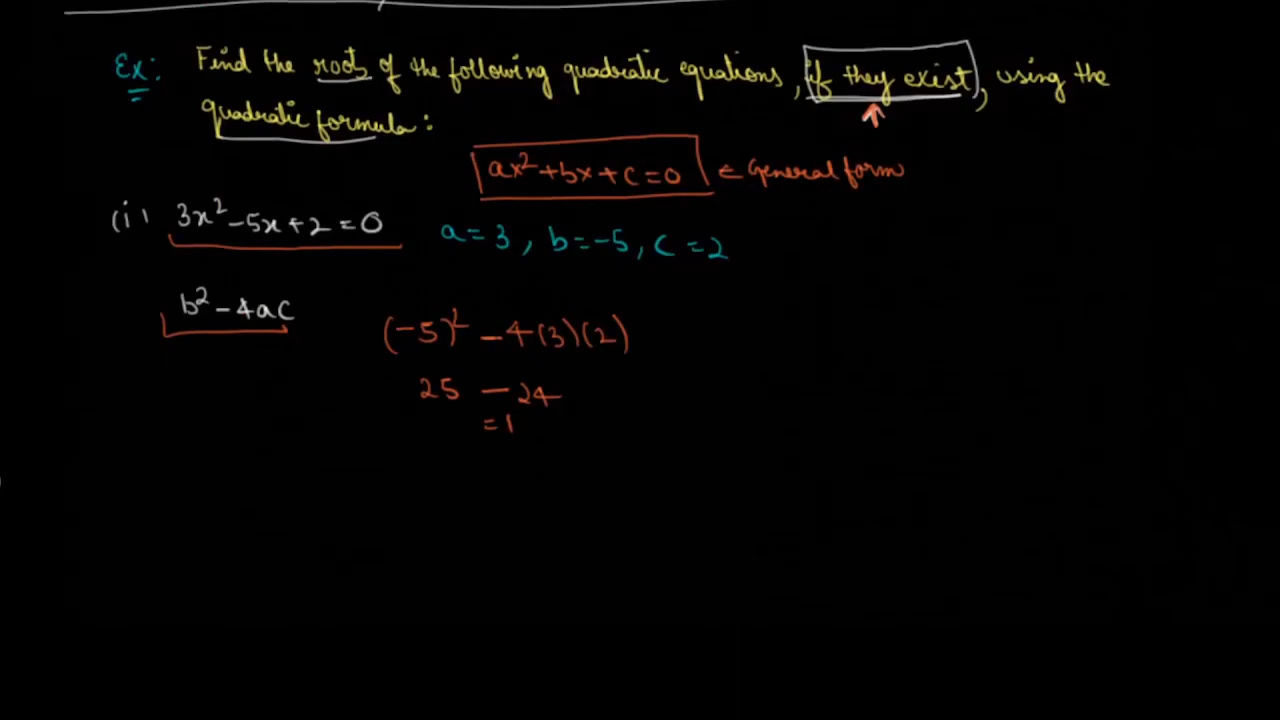 Ex: Find the roots of the following quadratic equations, if they exist, using the
quadratic formula:
ax²+bx+c=0 ← General form
(i) 3x²-5x+2=0 a=3, b=-5, c=2
b²-4ac
(-5)²-4(3)(2)
25-24
=1